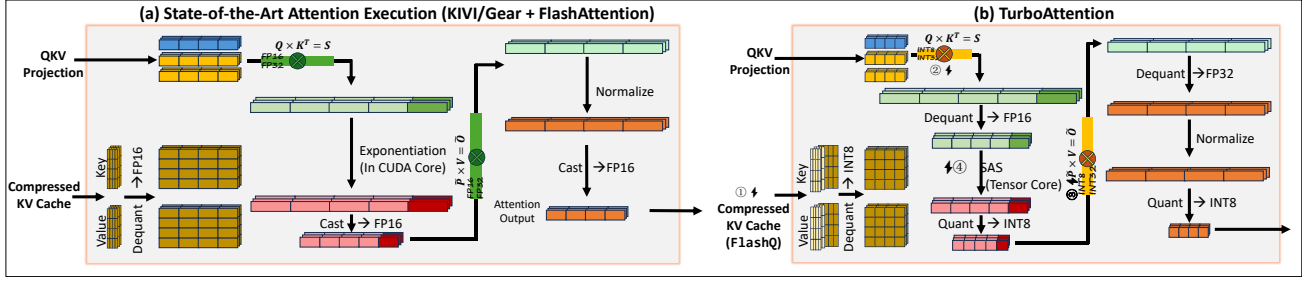 (a) State-of-the-Art Attention Execution (KIVI/Gear + FlashAttention)
QKV
Projection
FP16
FP32
Q × Kᵀ = S
Exponentiation
(In CUDA Core)
Cast → FP16
Compressed
KV Cache
Key
Value
Dequant → FP16
P̃ × V = Õ
FP16
FP32
Normalize
Cast → FP16
Attention
Output
(b) TurboAttention
QKV
Projection
INT8
INT32
Q × Kᵀ = S
②
Dequant → FP16
④
SAS
(Tensor Core)
Quant → INT8
①
Compressed
KV Cache
(FlashQ)
Key
Value
Dequant → INT8
③
P̃ × V = Õ
INT8
INT32
Dequant → FP32
Normalize
Quant → INT8